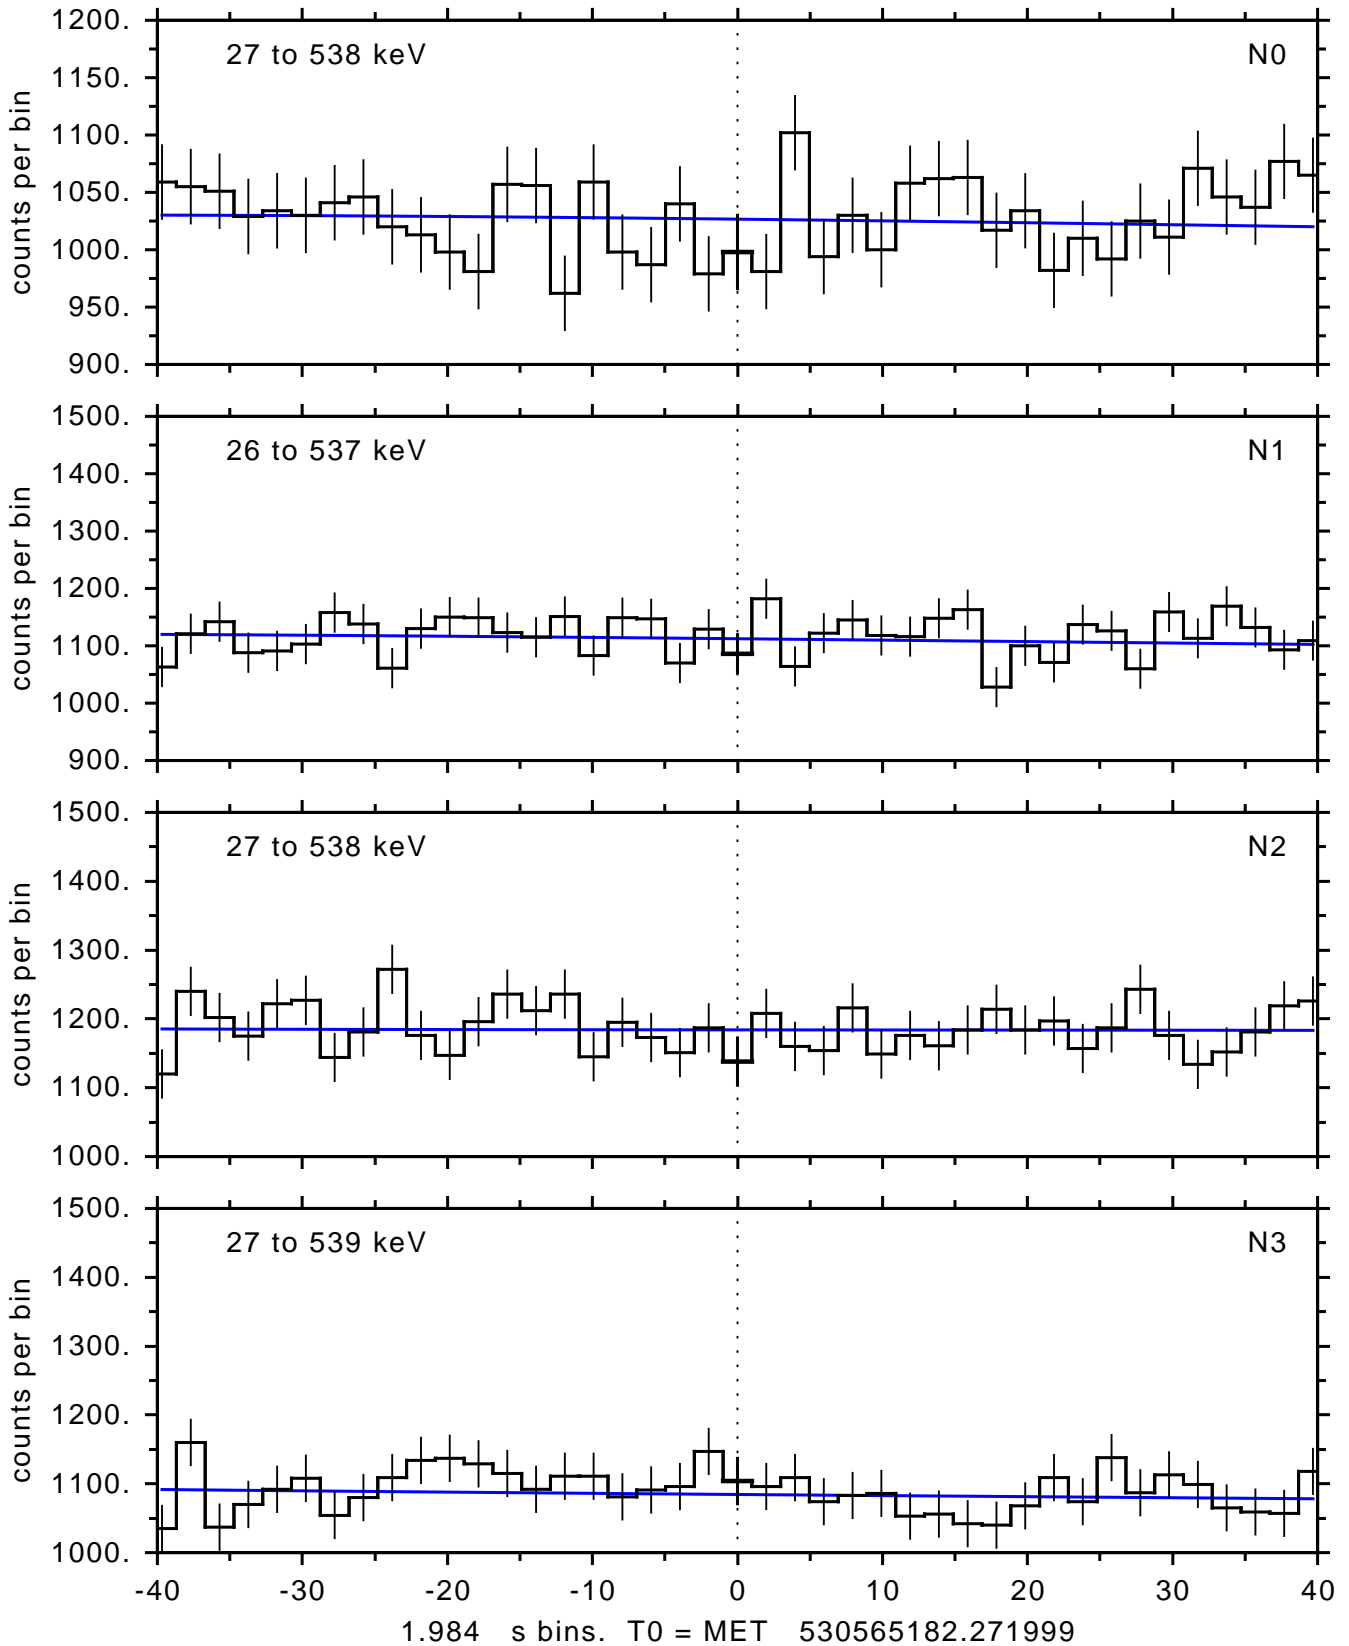 1200.
27 to 538 keV N0
1150.
1100.
1050.
1000.
950.
900.
counts per bin
1500.
26 to 537 keV N1
1400.
1300.
1200.
1100.
1000.
900.
counts per bin
1500.
27 to 538 keV N2
1400.
1300.
1200.
1100.
1000.
counts per bin
1500.
27 to 539 keV N3
1400.
1300.
1200.
1100.
1000.
counts per bin
-40 -30 -20 -10 0 10 20 30 40
1.984 s bins. T0 = MET 530565182.271999